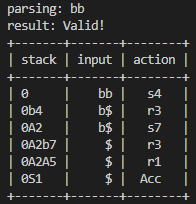 parsing: bb
result: Valid!
+-------+-------+--------+
| stack | input | action |
+-------+-------+--------+
| 0     |    bb |   s4   |
| 0b4   |    b$ |   r3   |
| 0A2   |    b$ |   s7   |
| 0A2b7 |     $ |   r3   |
| 0A2A5 |     $ |   r1   |
| 0S1   |     $ |  Acc   |
+-------+-------+--------+